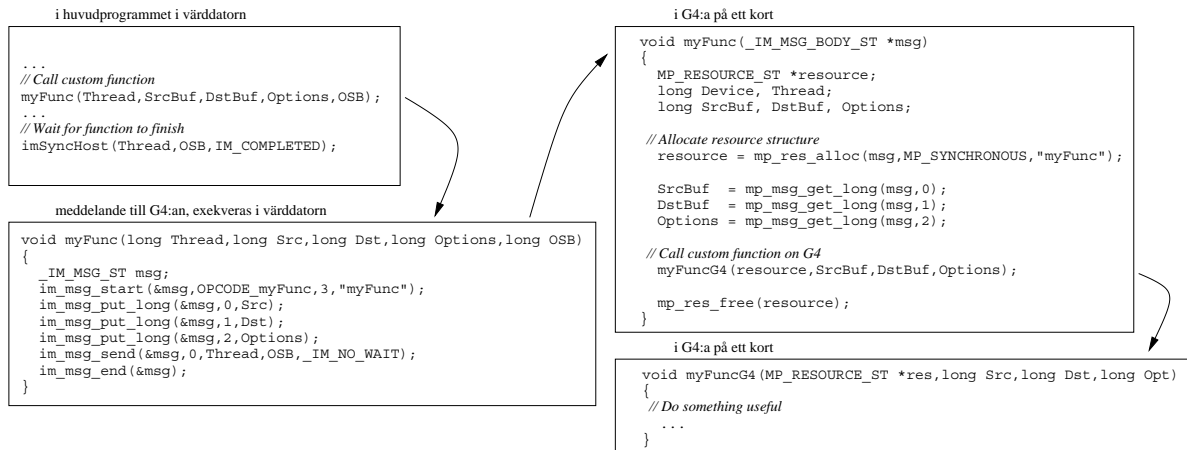 i huvudprogrammet i värddatorn
...
// Call custom function
myFunc(Thread,SrcBuf,DstBuf,Options,OSB);
...
// Wait for function to finish
imSyncHost(Thread,OSB,IM_COMPLETED);
meddelande till G4:an, exekveras i värddatorn
void myFunc(long Thread,long Src,long Dst,long Options,long OSB)
{
_IM_MSG_ST msg;
im_msg_start(&msg,OPCODE_myFunc,3,"myFunc");
im_msg_put_long(&msg,0,Src);
im_msg_put_long(&msg,1,Dst);
im_msg_put_long(&msg,2,Options);
im_msg_send(&msg,0,Thread,OSB,_IM_NO_WAIT);
im_msg_end(&msg);
}
i G4:a på ett kort
void myFunc(_IM_MSG_BODY_ST *msg)
{
MP_RESOURCE_ST *resource;
long Device, Thread;
long SrcBuf, DstBuf, Options;
// Allocate resource structure
resource = mp_res_alloc(msg,MP_SYNCHRONOUS,"myFunc");
SrcBuf  = mp_msg_get_long(msg,0);
DstBuf  = mp_msg_get_long(msg,1);
Options = mp_msg_get_long(msg,2);
// Call custom function on G4
myFuncG4(resource,SrcBuf,DstBuf,Options);
mp_res_free(resource);
}
i G4:a på ett kort
void myFuncG4(MP_RESOURCE_ST *res,long Src,long Dst,long Opt)
{
// Do something useful
...
}